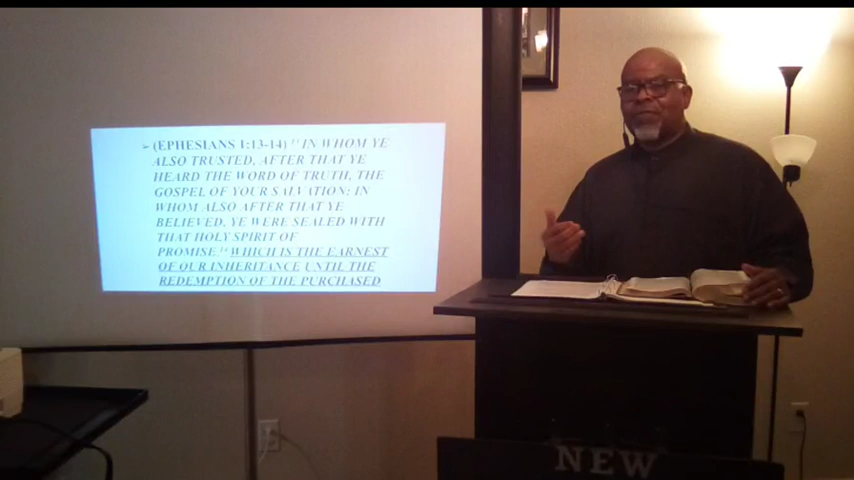 ➢ (EPHESIANS 1:13-14) 13 IN WHOM YE
ALSO TRUSTED, AFTER THAT YE
HEARD THE WORD OF TRUTH, THE
GOSPEL OF YOUR SALVATION: IN
WHOM ALSO AFTER THAT YE
BELIEVED, YE WERE SEALED WITH
THAT HOLY SPIRIT OF
PROMISE.14 WHICH IS THE EARNEST
OF OUR INHERITANCE UNTIL THE
REDEMPTION OF THE PURCHASED
NEW